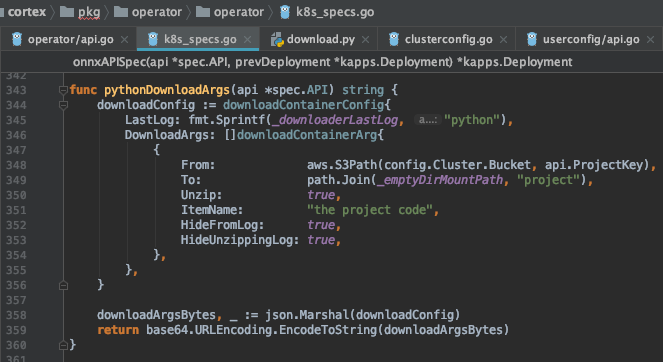 cortex pkg operator operator k8s_specs.go
operator/api.go k8s_specs.go download.py clusterconfig.go userconfig/api.go
onnxAPISpec(api *spec.API, prevDeployment *kapps.Deployment) *kapps.Deployment
342
343 func pythonDownloadArgs(api *spec.API) string {
344 downloadConfig := downloadContainerConfig{
345 LastLog: fmt.Sprintf(_downloaderLastLog, a...: "python"),
346 DownloadArgs: []downloadContainerArg{
347 {
348 From: aws.S3Path(config.Cluster.Bucket, api.ProjectKey),
349 To: path.Join(_emptyDirMountPath, "project"),
350 Unzip: true,
351 ItemName: "the project code",
352 HideFromLog: true,
353 HideUnzippingLog: true,
354 },
355 },
356 }
357
358 downloadArgsBytes, _ := json.Marshal(downloadConfig)
359 return base64.URLEncoding.EncodeToString(downloadArgsBytes)
360 }
361